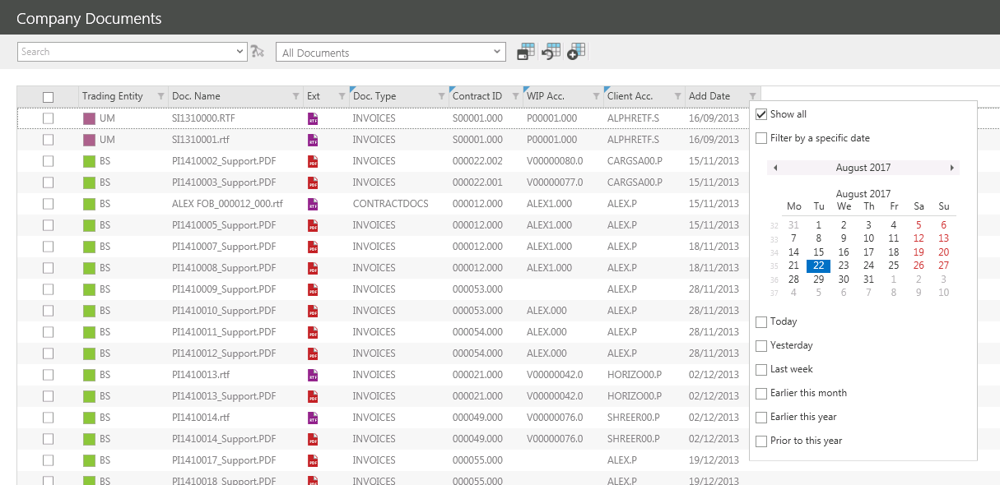 Company Documents
Search
All Documents
Trading Entity Doc. Name Ext Doc. Type Contract ID WIP Acc. Client Acc. Add Date
UM SI1310000.RTF RTF INVOICES S00001.000 P00001.000 ALPHRETF.S 16/09/2013
UM SI1310001.rtf RTF INVOICES S00001.000 P00001.000 ALPHRETF.S 16/09/2013
BS PI1410002_Support.PDF PDF INVOICES 000022.002 V00000080.0 CARGSA00.P 15/11/2013
BS PI1410003_Support.PDF PDF INVOICES 000022.001 V00000077.0 CARGSA00.P 15/11/2013
BS ALEX FOB_000012_000.rtf RTF CONTRACTDOCS 000012.000 ALEX1.000 ALEX.P 15/11/2013
BS PI1410005_Support.PDF PDF INVOICES 000012.000 ALEX1.000 ALEX.P 15/11/2013
BS PI1410007_Support.PDF PDF INVOICES 000012.000 ALEX1.000 ALEX.P 18/11/2013
BS PI1410008_Support.PDF PDF INVOICES 000012.000 ALEX1.000 ALEX.P 18/11/2013
BS PI1410009_Support.PDF PDF INVOICES 000053.000 ALEX.P 28/11/2013
BS PI1410010_Support.PDF PDF INVOICES 000053.000 ALEX.000 ALEX.P 28/11/2013
BS PI1410011_Support.PDF PDF INVOICES 000054.000 ALEX.000 ALEX.P 28/11/2013
BS PI1410012_Support.PDF PDF INVOICES 000054.000 ALEX.000 ALEX.P 28/11/2013
BS PI1410013.rtf RTF INVOICES 000021.000 V00000042.0 HORIZO00.P 02/12/2013
BS PI1410013_Support.PDF PDF INVOICES 000021.000 V00000042.0 HORIZO00.P 02/12/2013
BS PI1410014.rtf RTF INVOICES 000049.000 V00000076.0 SHREER00.P 02/12/2013
BS PI1410014_Support.PDF PDF INVOICES 000049.000 V00000076.0 SHREER00.P 02/12/2013
BS PI1410017_Support.PDF PDF INVOICES 000055.000 ALEX.P 19/12/2013
BS PI1410018_Support.PDF PDF INVOICES 000055.000 ALEX.P 19/12/2013
Show all
Filter by a specific date
August 2017
August 2017
Mo Tu We Th Fr Sa Su
32 31 1 2 3 4 5 6
33 7 8 9 10 11 12 13
34 14 15 16 17 18 19 20
35 21 22 23 24 25 26 27
36 28 29 30 31 1 2 3
37 4 5 6 7 8 9 10
Today
Yesterday
Last week
Earlier this month
Earlier this year
Prior to this year